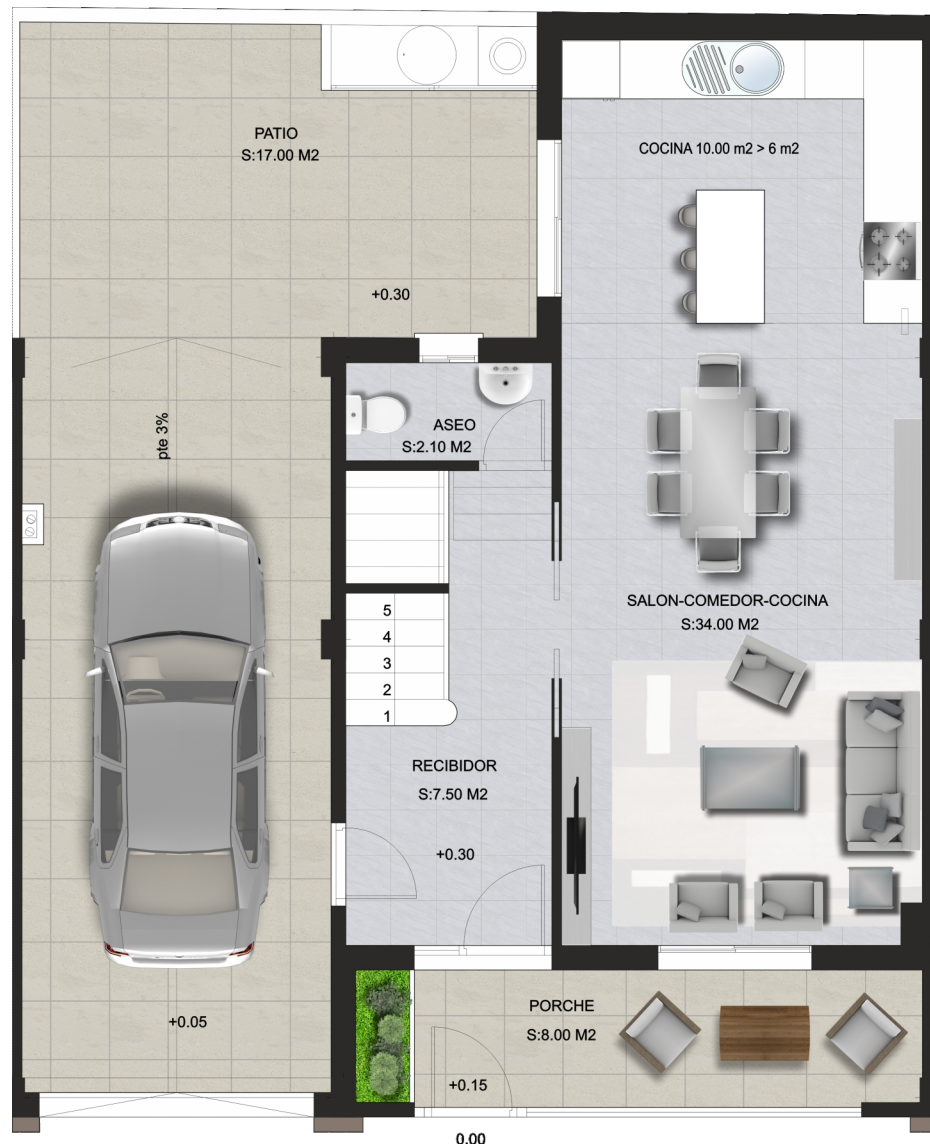 PATIO
S:17.00 M2
COCINA 10.00 m2 > 6 m2
+0.30
pte 3%
ASEO
S:2.10 M2
SALON-COMEDOR-COCINA
S:34.00 M2
5
4
3
2
1
RECIBIDOR
S:7.50 M2
+0.30
PORCHE
S:8.00 M2
+0.05
+0.15
0.00